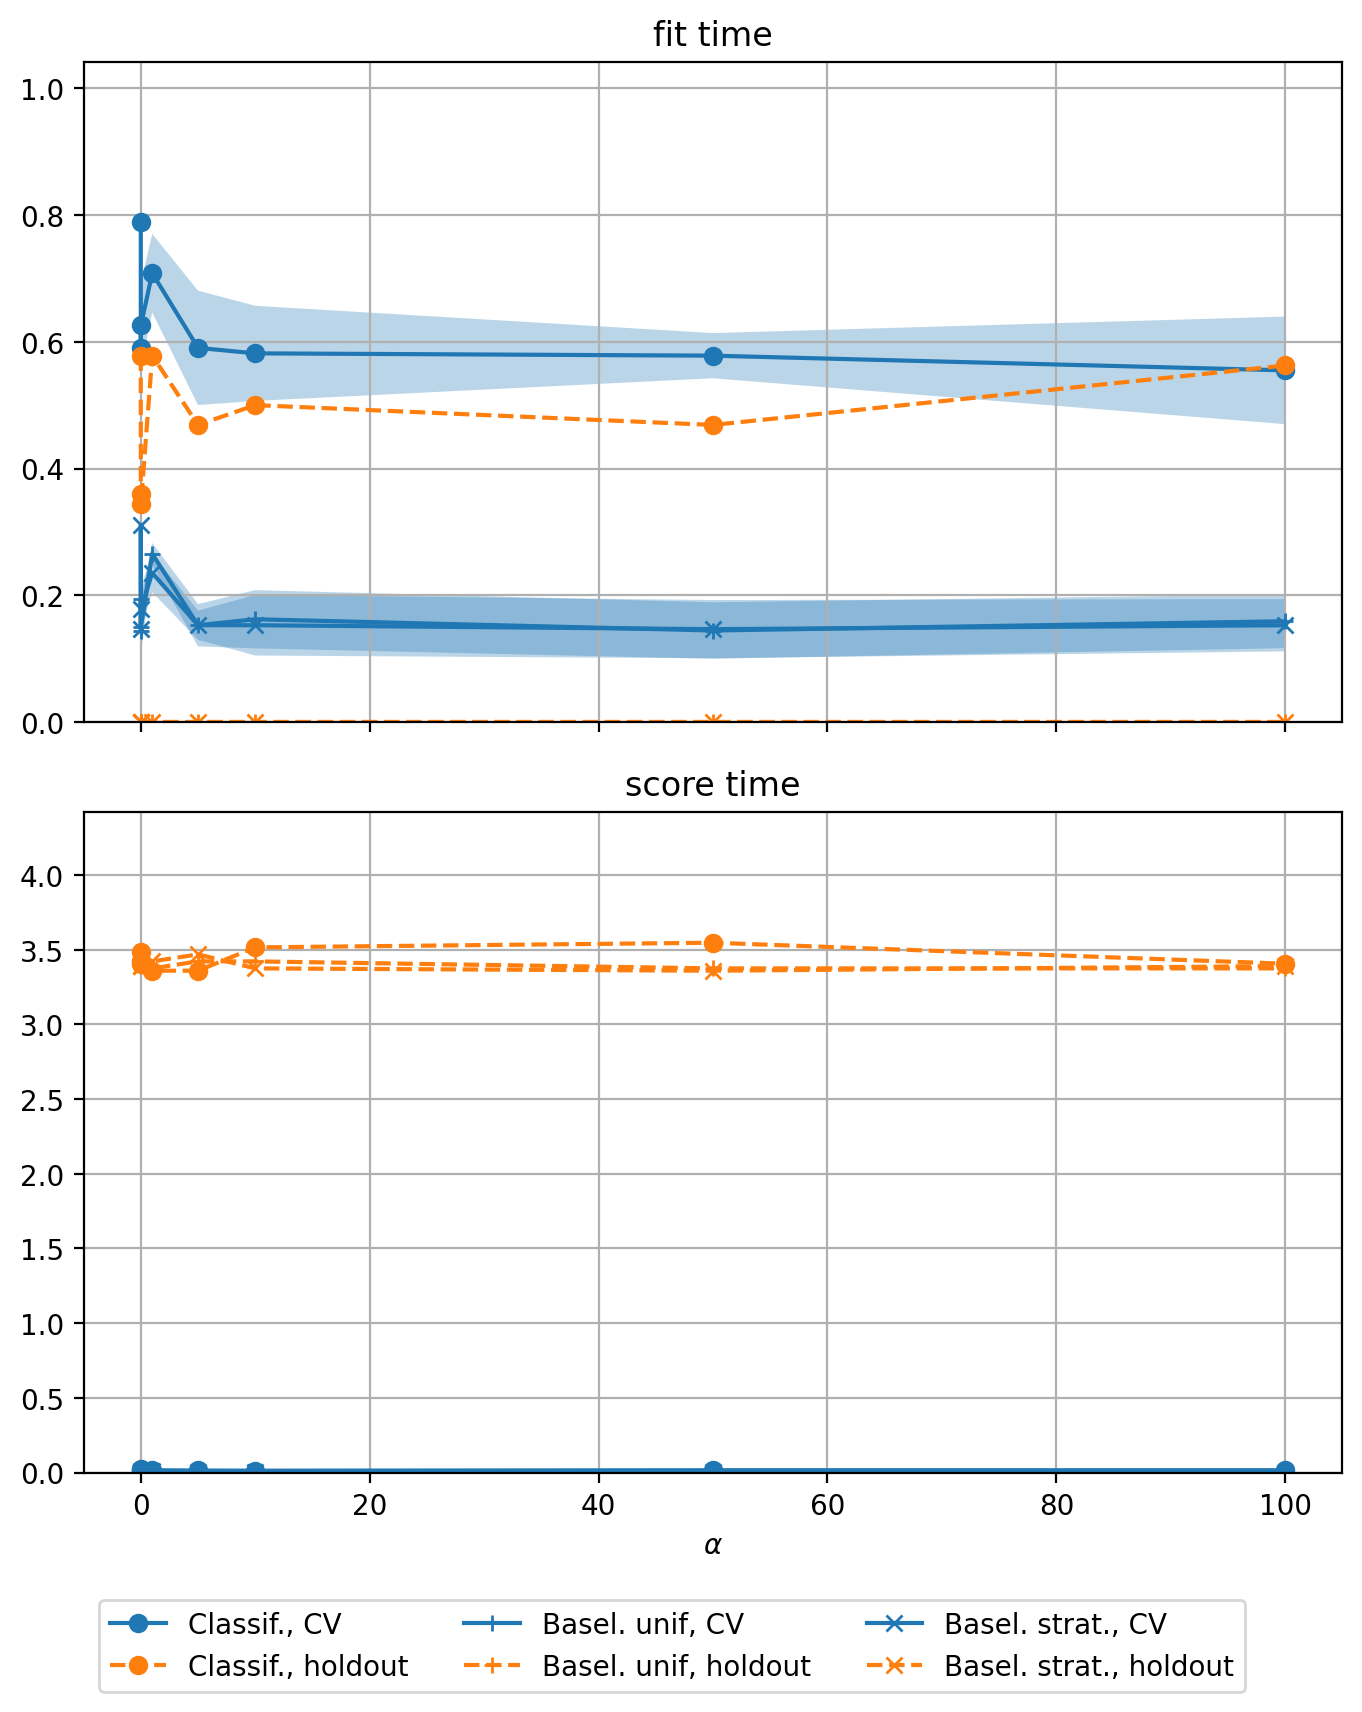 fit time
1.0
0.8
0.6
0.4
0.2
0.0
score time
4.0
3.5
3.0
2.5
2.0
1.5
1.0
0.5
0.0
0 20 40 60 80 100
α
Classif., CV Basel. unif, CV Basel. strat., CV
Classif., holdout Basel. unif, holdout Basel. strat., holdout